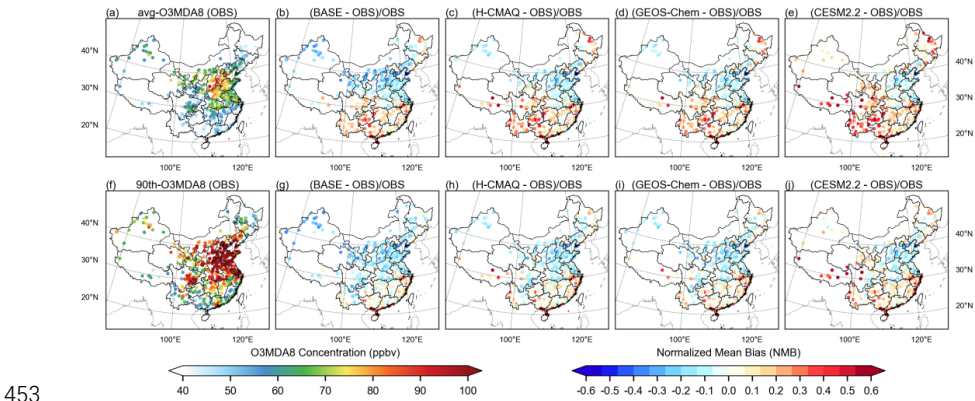 (a) avg-O3MDA8 (OBS) (b) (BASE - OBS)/OBS (c) (H-CMAQ - OBS)/OBS (d) (GEOS-Chem - OBS)/OBS (e) (CESM2.2 - OBS)/OBS
40°N 40°N
30°N 30°N
20°N 20°N
100°E 120°E 100°E 120°E 100°E 120°E 100°E 120°E 100°E 120°E
(f) 90th-O3MDA8 (OBS) (g) (BASE - OBS)/OBS (h) (H-CMAQ - OBS)/OBS (i) (GEOS-Chem - OBS)/OBS (j) (CESM2.2 - OBS)/OBS
40°N 40°N
30°N 30°N
20°N 20°N
100°E 120°E 100°E 120°E 100°E 120°E 100°E 120°E 100°E 120°E
O3MDA8 Concentration (ppbv) Normalized Mean Bias (NMB)
40 50 60 70 80 90 100 -0.6 -0.5 -0.4 -0.3 -0.2 -0.1 0.0 0.1 0.2 0.3 0.4 0.5 0.6
453